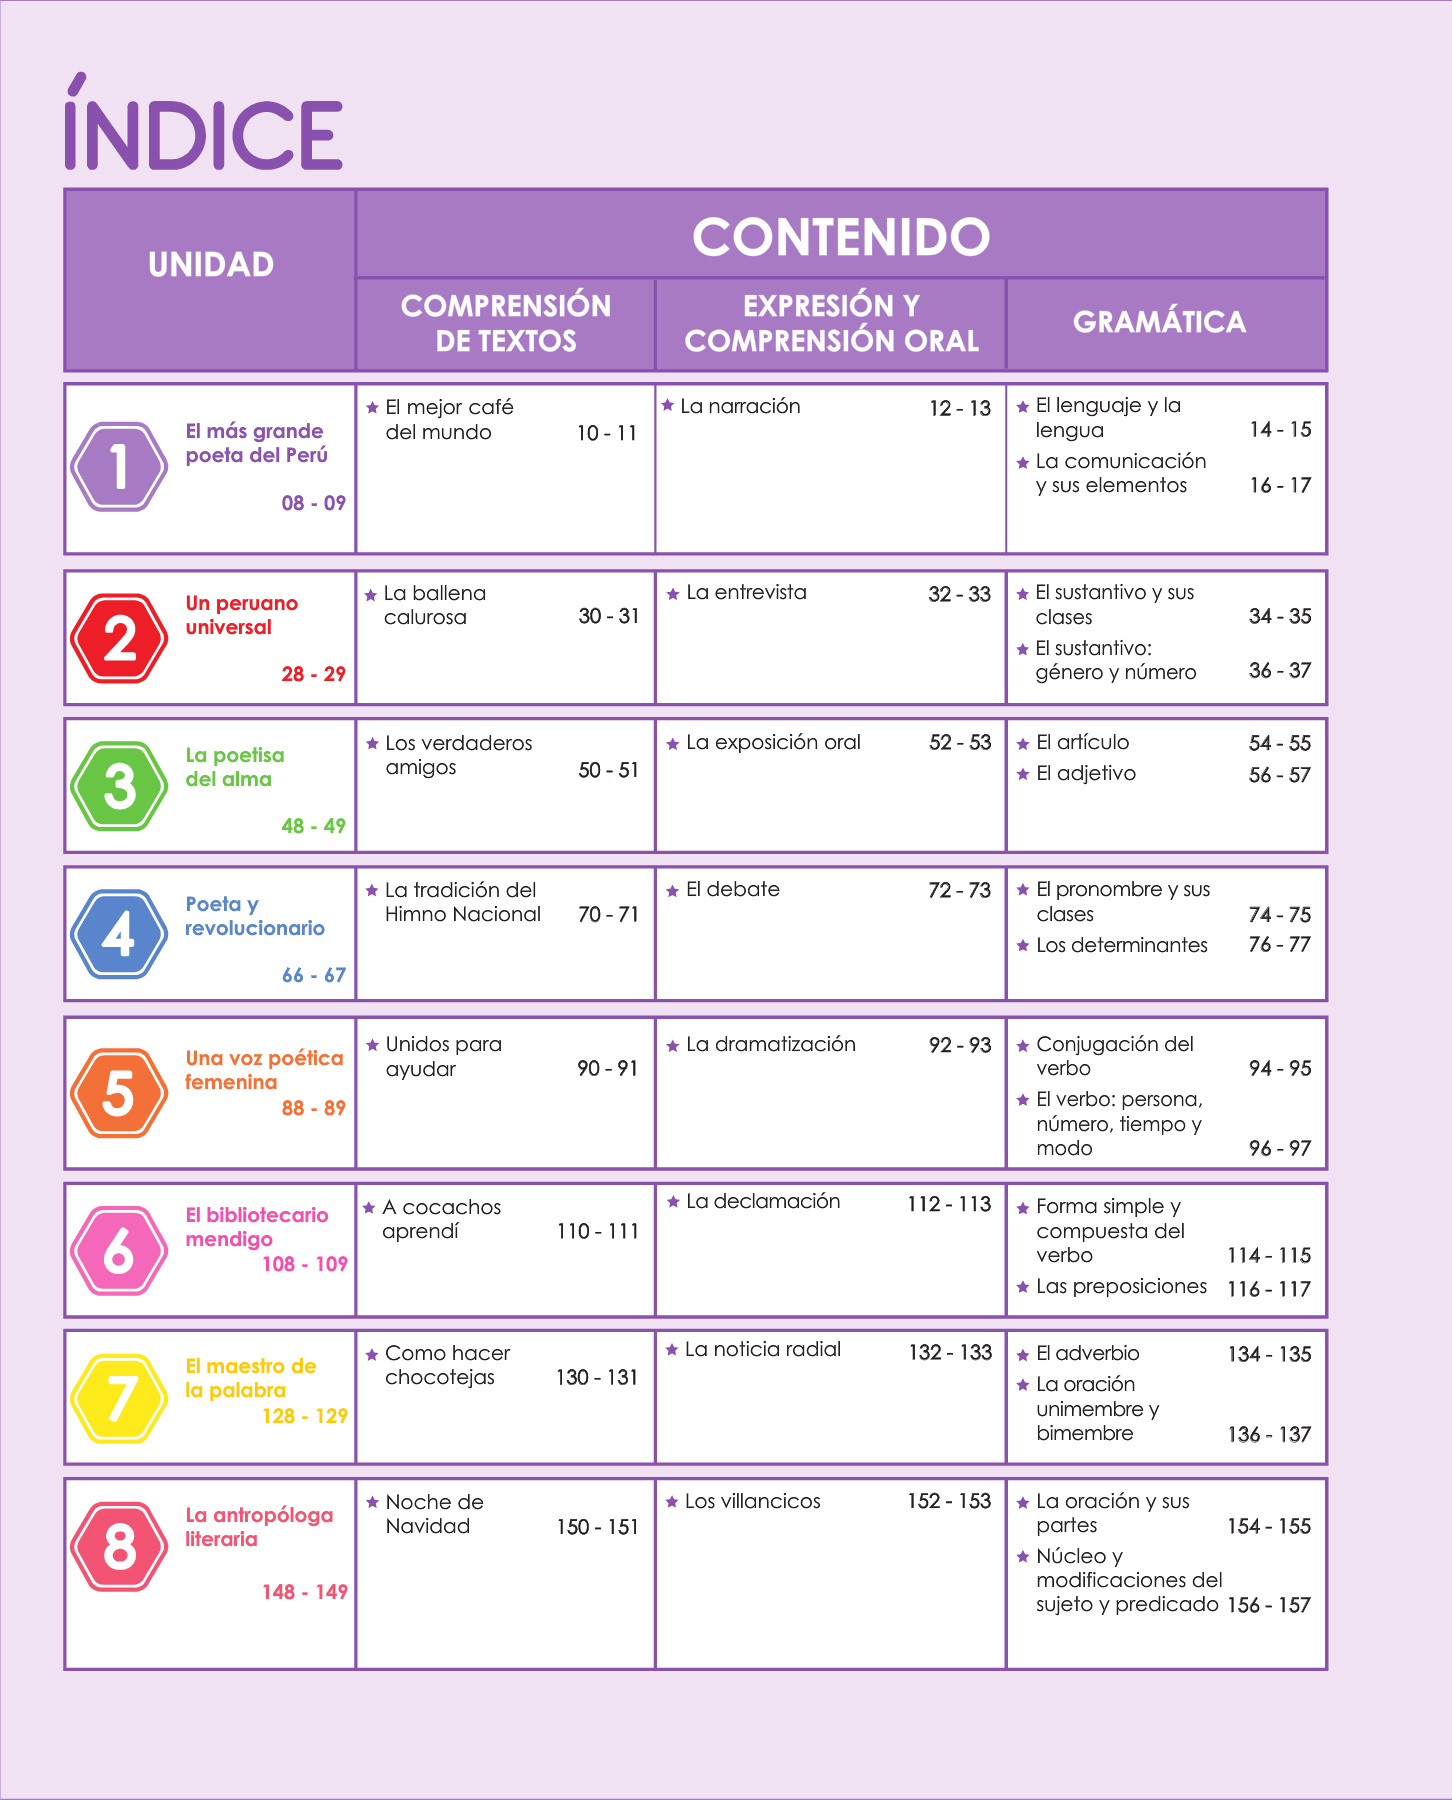 ÍNDICE
UNIDAD
CONTENIDO
COMPRENSIÓN
DE TEXTOS
EXPRESIÓN Y
COMPRENSIÓN ORAL
GRAMÁTICA
1
El más grande
poeta del Perú
08 - 09
El mejor café
del mundo 10 - 11
La narración 12 - 13
El lenguaje y la
lengua 14 - 15
La comunicación
y sus elementos 16 - 17
2
Un peruano
universal
28 - 29
La ballena
calurosa 30 - 31
La entrevista 32 - 33
El sustantivo y sus
clases 34 - 35
El sustantivo:
género y número 36 - 37
3
La poetisa
del alma
48 - 49
Los verdaderos
amigos 50 - 51
La exposición oral 52 - 53
El artículo 54 - 55
El adjetivo 56 - 57
4
Poeta y
revolucionario
66 - 67
La tradición del
Himno Nacional 70 - 71
El debate 72 - 73
El pronombre y sus
clases 74 - 75
Los determinantes 76 - 77
5
Una voz poética
femenina
88 - 89
Unidos para
ayudar 90 - 91
La dramatización 92 - 93
Conjugación del
verbo 94 - 95
El verbo: persona,
número, tiempo y
modo 96 - 97
6
El bibliotecario
mendigo
108 - 109
A cocachos
aprendí 110 - 111
La declamación 112 - 113
Forma simple y
compuesta del
verbo 114 - 115
Las preposiciones 116 - 117
7
El maestro de
la palabra
128 - 129
Como hacer
chocotejas 130 - 131
La noticia radial 132 - 133
El adverbio 134 - 135
La oración
unimembre y
bimembre 136 - 137
8
La antropóloga
literaria
148 - 149
Noche de
Navidad 150 - 151
Los villancicos 152 - 153
La oración y sus
partes 154 - 155
Núcleo y
modificaciones del
sujeto y predicado 156 - 157